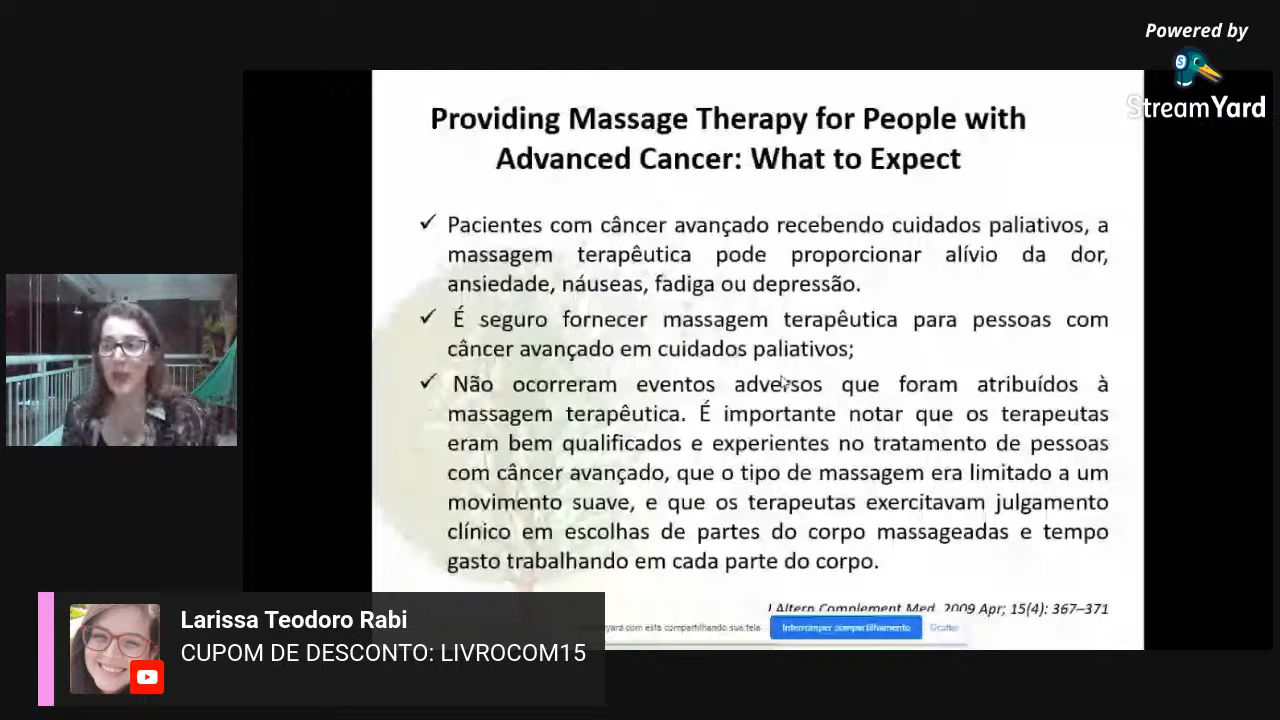 Powered by
StreamYard
Providing Massage Therapy for People with
Advanced Cancer: What to Expect
✓ Pacientes com câncer avançado recebendo cuidados paliativos, a
massagem terapêutica pode proporcionar alívio da dor,
ansiedade, náuseas, fadiga ou depressão.
✓ É seguro fornecer massagem terapêutica para pessoas com
câncer avançado em cuidados paliativos;
✓ Não ocorreram eventos adversos que foram atribuídos à
massagem terapêutica. É importante notar que os terapeutas
eram bem qualificados e experientes no tratamento de pessoas
com câncer avançado, que o tipo de massagem era limitado a um
movimento suave, e que os terapeutas exercitavam julgamento
clínico em escolhas de partes do corpo massageadas e tempo
gasto trabalhando em cada parte do corpo.
J Altern Complement Med. 2009 Apr; 15(4): 367–371
está compartilhando sua tela
Interromper compartilhamento
Ocultar
Larissa Teodoro Rabi
CUPOM DE DESCONTO: LIVROCOM15